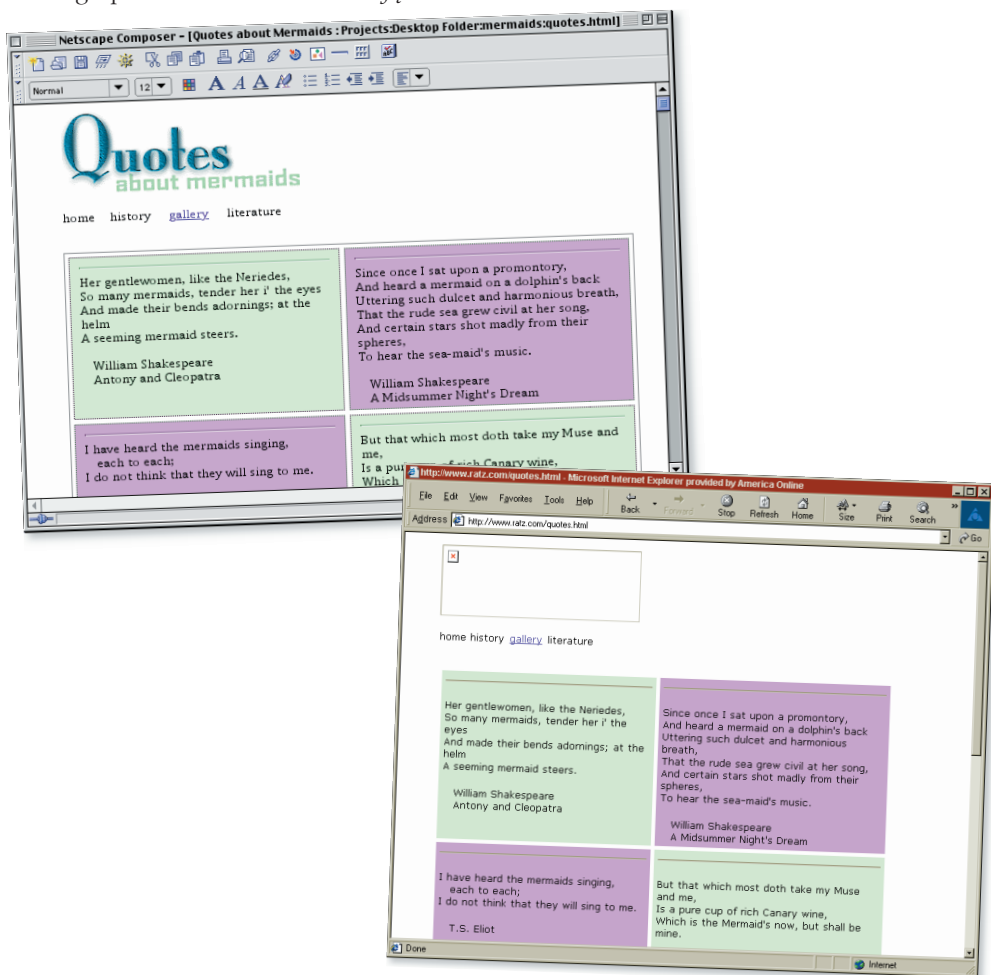 Netscape Composer - [Quotes about Mermaids : Projects:Desktop Folder:mermaids:quotes.html]
Normal 12 A A A
Quotes
about mermaids
home history gallery literature
Her gentlewomen, like the Neriedes,
So many mermaids, tender her i' the eyes
And made their bends adornings; at the
helm
A seeming mermaid steers.
William Shakespeare
Antony and Cleopatra
Since once I sat upon a promontory,
And heard a mermaid on a dolphin's back
Uttering such dulcet and harmonious breath,
That the rude sea grew civil at her song,
And certain stars shot madly from their
spheres,
To hear the sea-maid's music.
William Shakespeare
A Midsummer Night's Dream
I have heard the mermaids singing,
each to each;
I do not think that they will sing to me.
But that which most doth take my Muse and
me,
Is a pure cup of rich Canary wine,
Which
http://www.ratz.com/quotes.html - Microsoft Internet Explorer provided by America Online
File Edit View Favorites Tools Help Back Forward Stop Refresh Home Size Print Search »
Address http://www.ratz.com/quotes.html Go
home history gallery literature
Her gentlewomen, like the Neriedes,
So many mermaids, tender her i' the
eyes
And made their bends adornings; at the
helm
A seeming mermaid steers.
William Shakespeare
Antony and Cleopatra
Since once I sat upon a promontory,
And heard a mermaid on a dolphin's back
Uttering such dulcet and harmonious
breath,
That the rude sea grew civil at her song,
And certain stars shot madly from their
spheres,
To hear the sea-maid's music.
William Shakespeare
A Midsummer Night's Dream
I have heard the mermaids singing,
each to each;
I do not think that they will sing to me.
T.S. Eliot
But that which most doth take my Muse
and me,
Is a pure cup of rich Canary wine,
Which is the Mermaid's now, but shall be
mine.
Done Internet